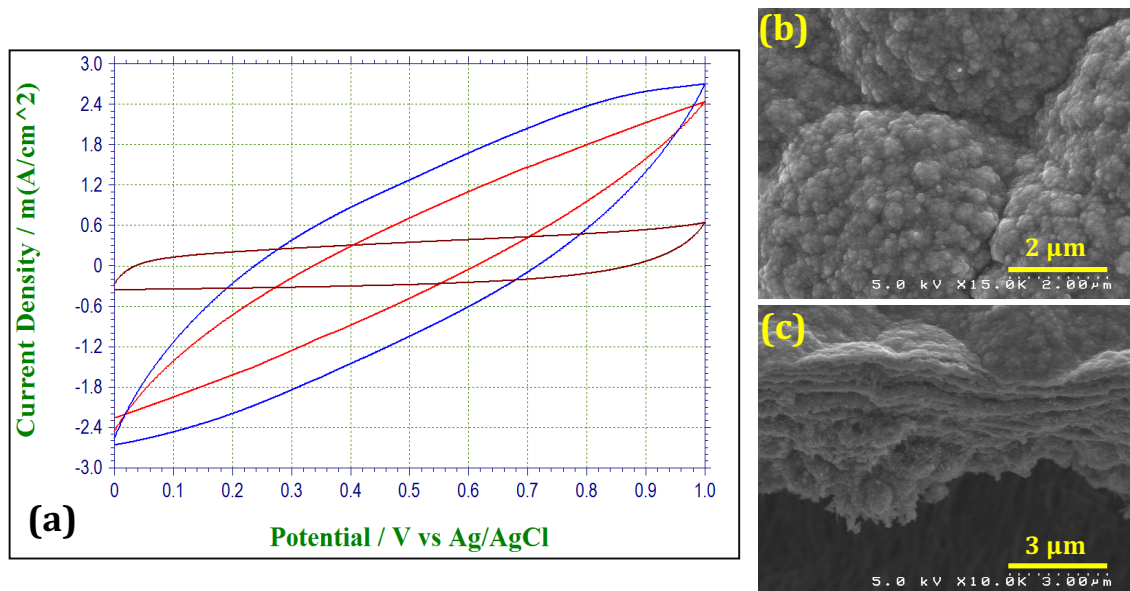 (a)
Current Density / m(A/cm^2)
3.0
2.4
1.8
1.2
0.6
0
-0.6
-1.2
-1.8
-2.4
-3.0
0 0.1 0.2 0.3 0.4 0.5 0.6 0.7 0.8 0.9 1.0
Potential / V vs Ag/AgCl
(b)
2 μm
5.0 kV X15.0K 2.00μm
(c)
3 μm
5.0 kV X10.0K 3.00μm